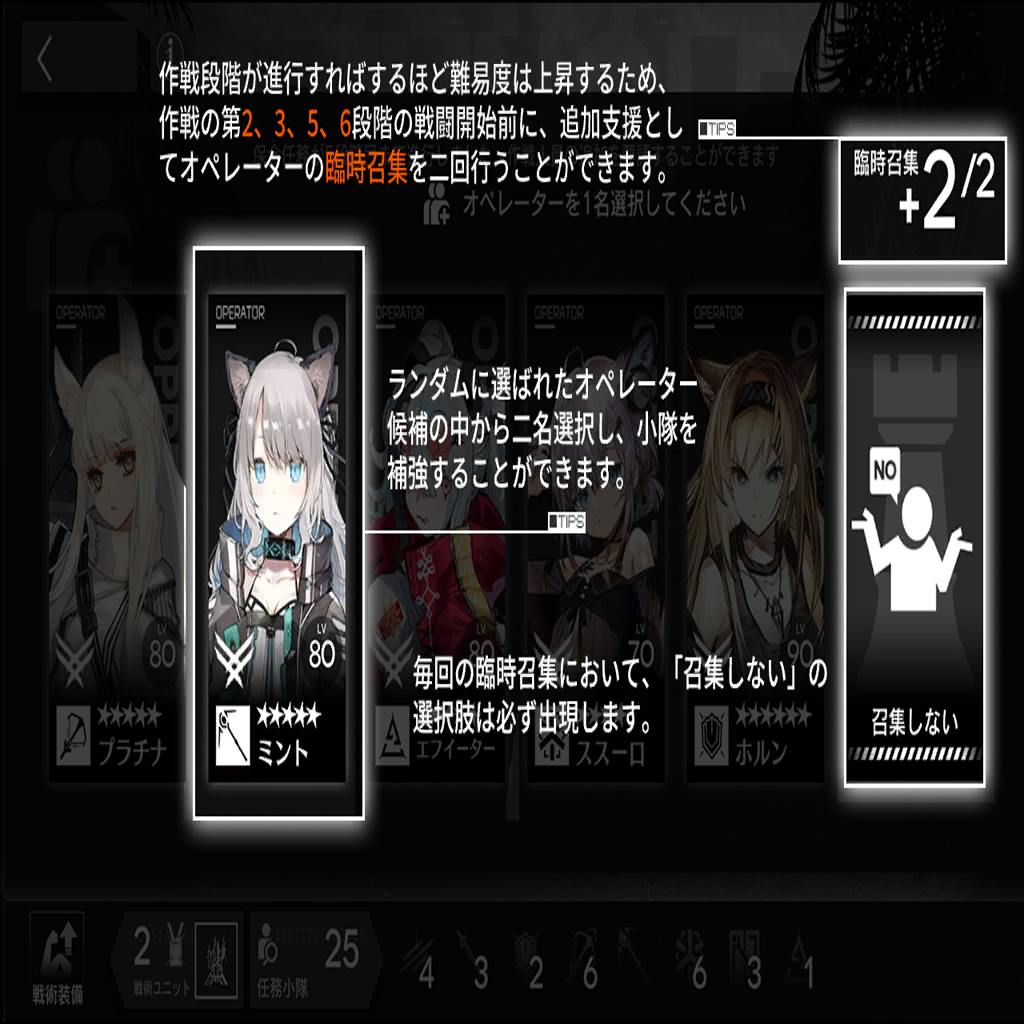 作戦段階が進行すればするほど難易度は上昇するため、
作戦の第2、3、5、6段階の戦闘開始前に、追加支援とし
てオペレーターの臨時召集を二回行うことができます。
TIPS
臨時召集
+2/2
オペレーターを1名選択してください
OPERATOR
OPERATOR
OPERATOR
OPERATOR
OPERATOR
ランダムに選ばれたオペレーター
候補の中から二名選択し、小隊を
補強することができます。
TIPS
NO
LV
80
LV
80
LV
80
LV
70
LV
90
毎回の臨時召集において、「召集しない」の
選択肢は必ず出現します。
プラチナ
ミント
エフイーター
ススーロ
ホルン
召集しない
戦術装備
2
戦術ユニット
任務小隊
25
4
3
2
6
6
3
1